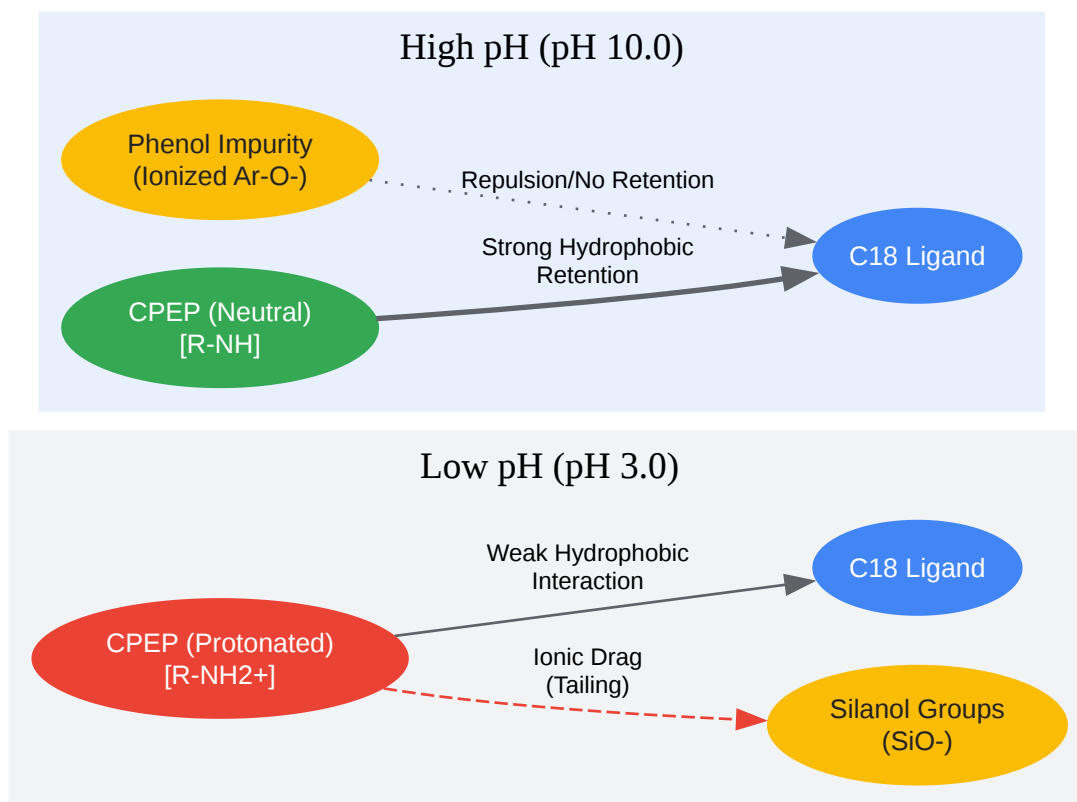 High pH (pH 10.0)
Phenol Impurity
(Ionized Ar-O-)
Repulsion/No Retention
Strong Hydrophobic
Retention
C18 Ligand
CPEP (Neutral)
[R-NH]
Low pH (pH 3.0)
Weak Hydrophobic
Interaction
C18 Ligand
CPEP (Protonated)
[R-NH2+]
Ionic Drag
(Tailing)
Silanol Groups
(SiO-)